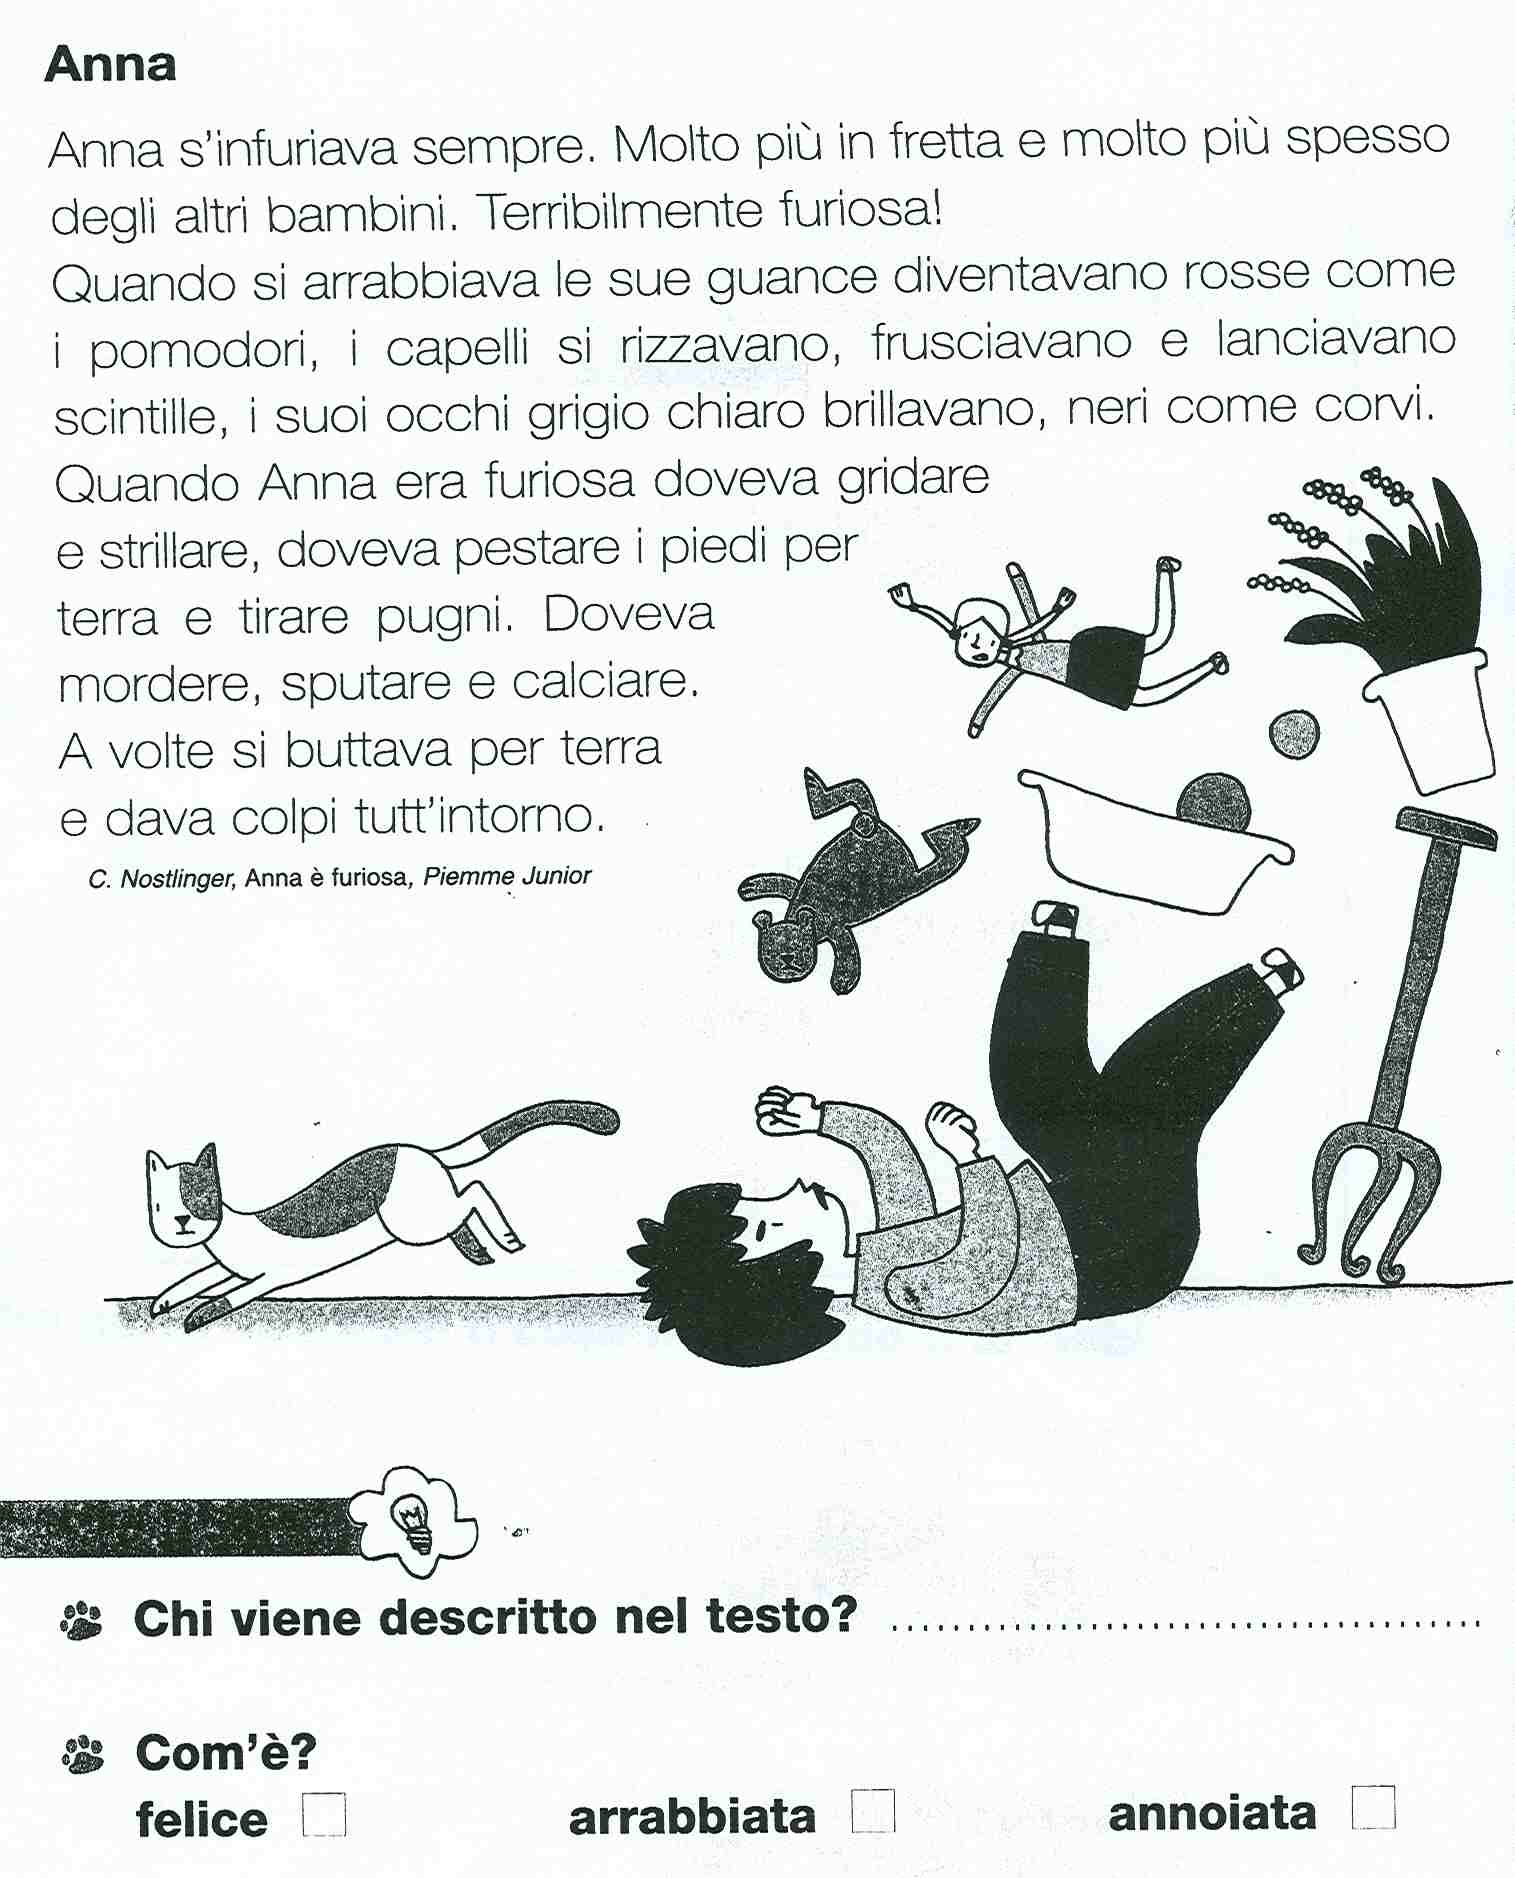 Anna
Anna s'infuriava sempre. Molto più in fretta e molto più spesso
degli altri bambini. Terribilmente furiosa!
Quando si arrabbiava le sue guance diventavano rosse come
i pomodori, i capelli si rizzavano, frusciavano e lanciavano
scintille, i suoi occhi grigio chiaro brillavano, neri come corvi.
Quando Anna era furiosa doveva gridare
e strillare, doveva pestare i piedi per
terra e tirare pugni. Doveva
mordere, sputare e calciare.
A volte si buttava per terra
e dava colpi tutt'intorno.
C. Nostlinger, Anna è furiosa, Piemme Junior
Chi viene descritto nel testo? ..........................................
Com'è?
felice arrabbiata annoiata